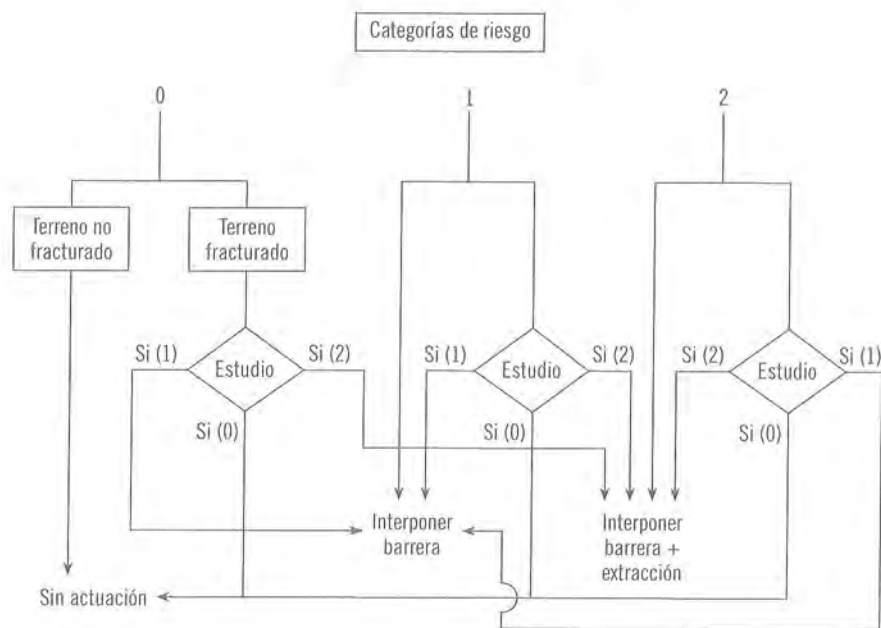 Categorías de riesgo
0
1
2
Terreno no
fracturado
Terreno
fracturado
Si (1)
Estudio
Si (2)
Si (0)
Si (1)
Estudio
Si (2)
Si (0)
Si (2)
Estudio
Si (1)
Si (0)
Interponer
barrera
Interponer
barrera +
extracción
Sin actuación